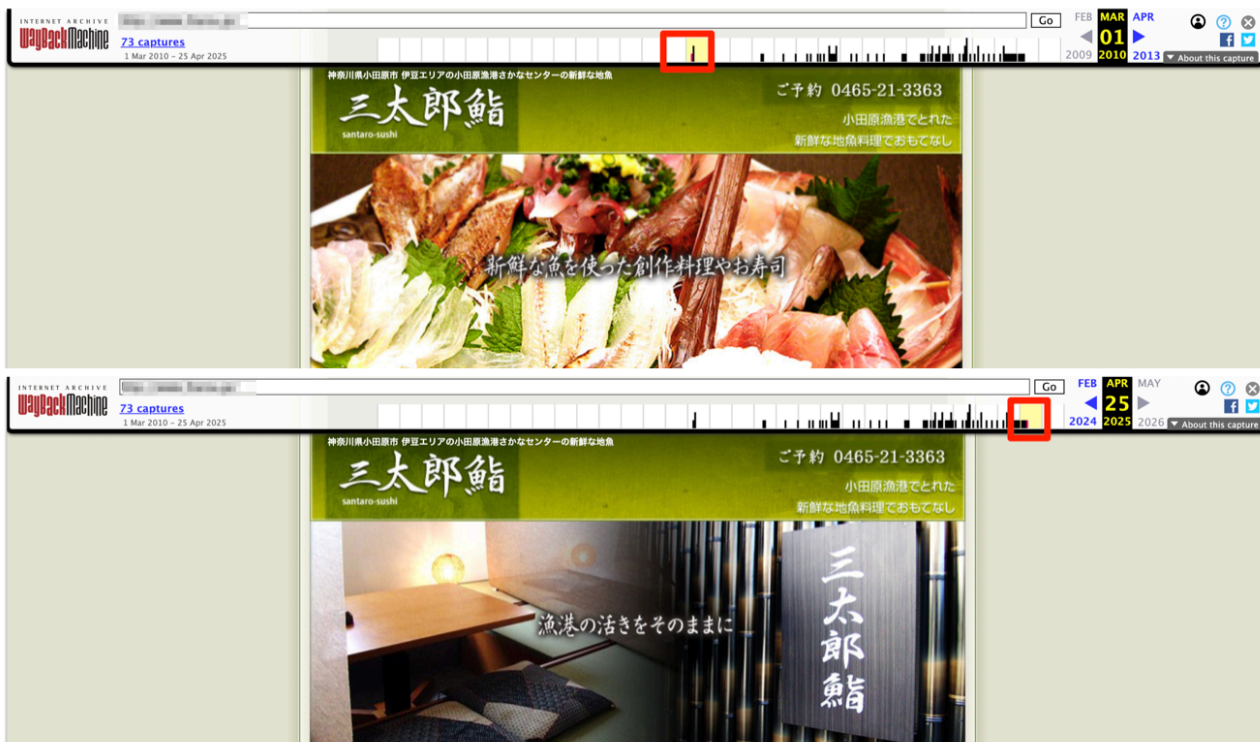 INTERNET ARCHIVE
WayBackMachine
Go
FEB MAR APR
01
2009 2010 2013
73 captures
1 Mar 2010 – 25 Apr 2025
▼ About this capture
神奈川県小田原市 伊豆エリアの小田原漁港さかなセンターの新鮮な地魚
三太郎鮨
santaro-sushi
ご予約 0465-21-3363
小田原漁港でとれた
新鮮な地魚料理でおもてなし
新鮮な魚を使った創作料理やお寿司
INTERNET ARCHIVE
WayBackMachine
Go
FEB APR MAY
25
2024 2025 2026
73 captures
1 Mar 2010 – 25 Apr 2025
▼ About this capture
神奈川県小田原市 伊豆エリアの小田原漁港さかなセンターの新鮮な地魚
三太郎鮨
santaro-sushi
ご予約 0465-21-3363
小田原漁港でとれた
新鮮な地魚料理でおもてなし
漁港の活きをそのままに
三太郎鮨